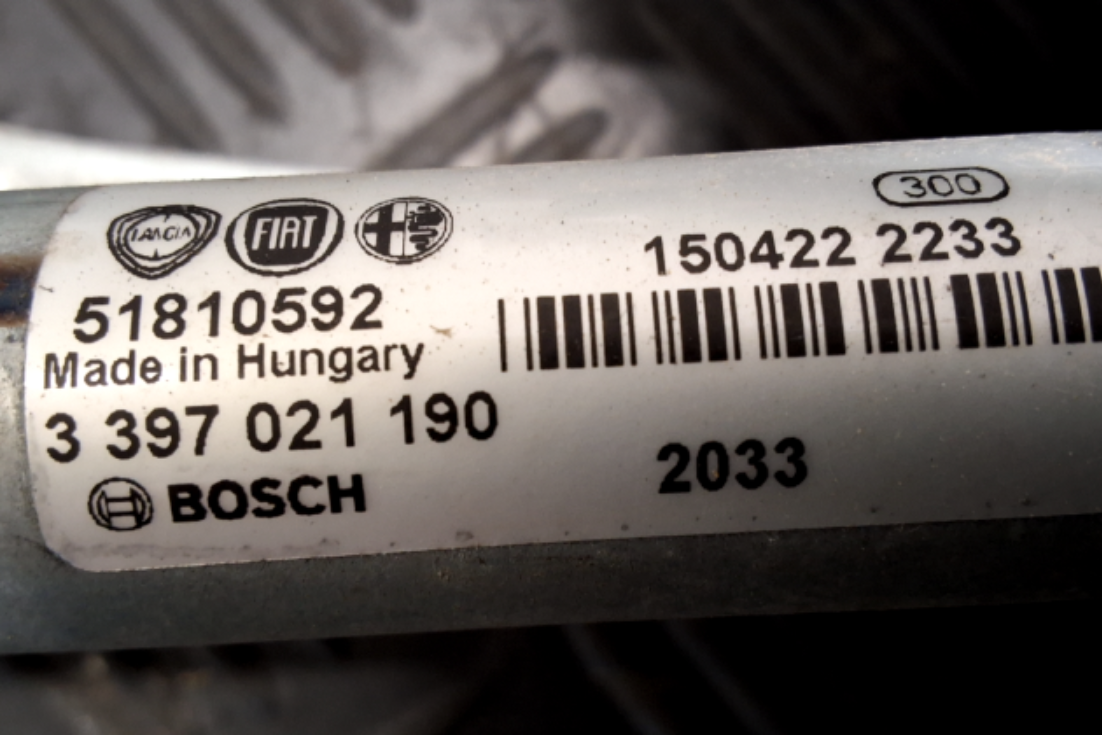 LANCIA FIAT
51810592
Made in Hungary
3 397 021 190
BOSCH
300
150422 2233
2033